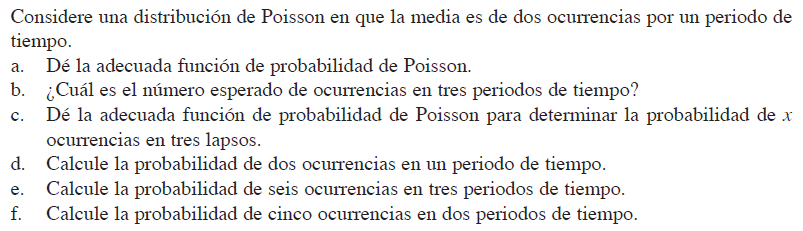 Considere una distribución de Poisson en que la media es de dos ocurrencias por un periodo de
tiempo.
a. Dé la adecuada función de probabilidad de Poisson.
b. ¿Cuál es el número esperado de ocurrencias en tres periodos de tiempo?
c. Dé la adecuada función de probabilidad de Poisson para determinar la probabilidad de x
ocurrencias en tres lapsos.
d. Calcule la probabilidad de dos ocurrencias en un periodo de tiempo.
e. Calcule la probabilidad de seis ocurrencias en tres periodos de tiempo.
f. Calcule la probabilidad de cinco ocurrencias en dos periodos de tiempo.